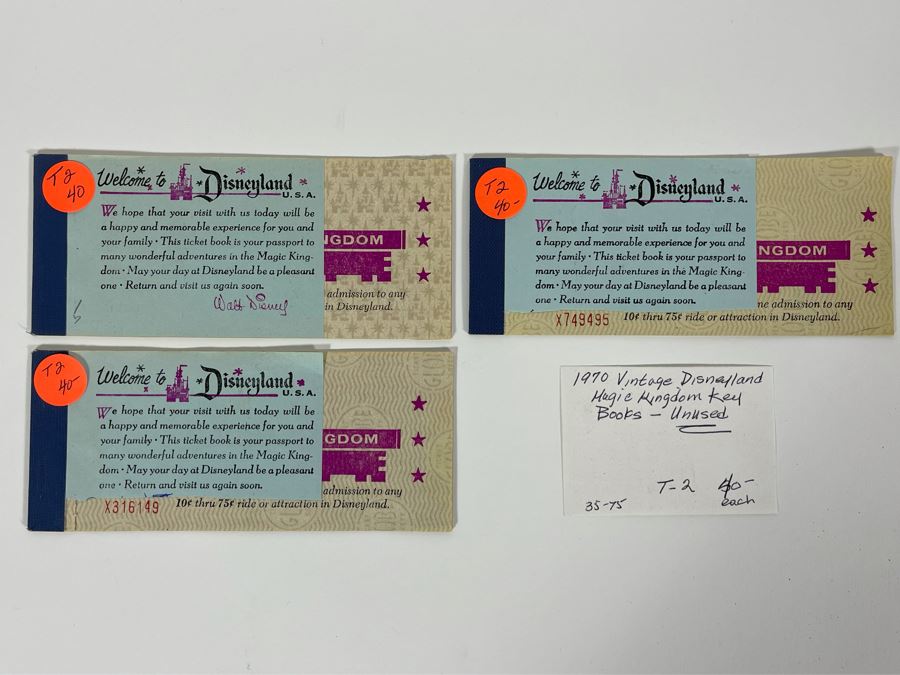 T2
40
Welcome to Disneyland
U.S.A.
We hope that your visit with us today will be
a happy and memorable experience for you and
your family • This ticket book is your passport to
many wonderful adventures in the Magic King-
dom • May your day at Disneyland be a pleasant
one • Return and visit us again soon.
Walt Disney
NGDOM
admission to any
in Disneyland.
T2
40-
Welcome to Disneyland
U.S.A.
We hope that your visit with us today will be
a happy and memorable experience for you and
your family • This ticket book is your passport to
many wonderful adventures in the Magic King-
dom • May your day at Disneyland be a pleasant
one • Return and visit us again soon.
INGDOM
ne admission to any
X749495 10¢ thru 75¢ ride or attraction in Disneyland.
T2
40-
Welcome to Disneyland
U.S.A.
We hope that your visit with us today will be
a happy and memorable experience for you and
your family • This ticket book is your passport to
many wonderful adventures in the Magic King-
dom • May your day at Disneyland be a pleasant
one • Return and visit us again soon.
GDOM
admission to any
X316149 10¢ thru 75¢ ride or attraction in Disneyland.
1970 Vintage Disneyland
Magic Kingdom Key
Books - Unused
T-2 40-
35-75 each